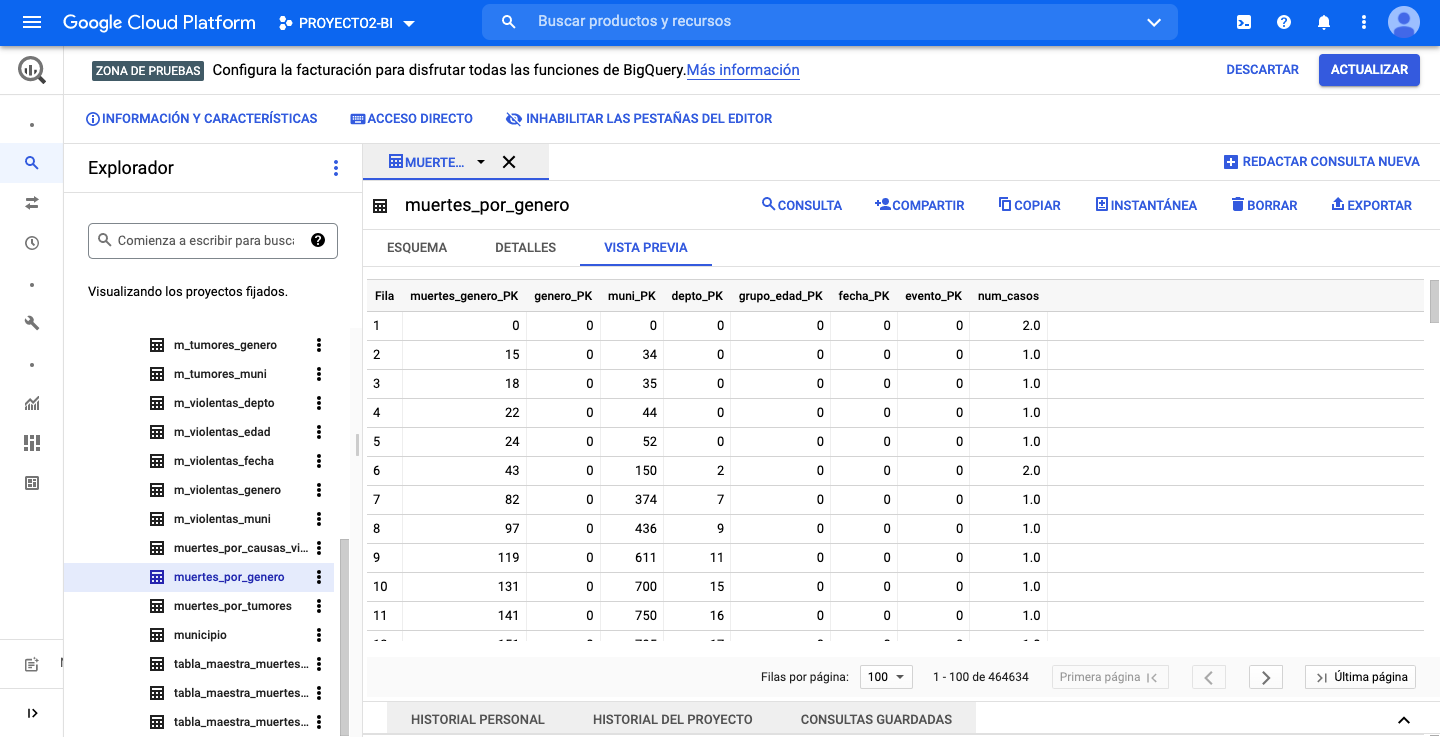 Google Cloud Platform PROYECTO2-BI Buscar productos y recursos
ZONA DE PRUEBAS Configura la facturación para disfrutar todas las funciones de BigQuery. Más información DESCARTAR ACTUALIZAR
INFORMACIÓN Y CARACTERÍSTICAS ACCESO DIRECTO INHABILITAR LAS PESTAÑAS DEL EDITOR
Explorador
Comienza a escribir para busca
Visualizando los proyectos fijados.
m_tumores_genero
m_tumores_muni
m_violentas_depto
m_violentas_edad
m_violentas_fecha
m_violentas_genero
m_violentas_muni
muertes_por_causas_vi...
muertes_por_genero
muertes_por_tumores
municipio
tabla_maestra_muertes...
tabla_maestra_muertes...
tabla_maestra_muertes...
MUERTE... REDACTAR CONSULTA NUEVA
muertes_por_genero CONSULTA COMPARTIR COPIAR INSTANTÁNEA BORRAR EXPORTAR
ESQUEMA DETALLES VISTA PREVIA
Fila muertes_genero_PK genero_PK muni_PK depto_PK grupo_edad_PK fecha_PK evento_PK num_casos
1 0 0 0 0 0 0 0 2.0
2 15 0 34 0 0 0 0 1.0
3 18 0 35 0 0 0 0 1.0
4 22 0 44 0 0 0 0 1.0
5 24 0 52 0 0 0 0 1.0
6 43 0 150 2 0 0 0 2.0
7 82 0 374 7 0 0 0 1.0
8 97 0 436 9 0 0 0 1.0
9 119 0 611 11 0 0 0 1.0
10 131 0 700 15 0 0 0 1.0
11 141 0 750 16 0 0 0 1.0
Filas por página: 100 1 - 100 de 464634 Primera página Última página
HISTORIAL PERSONAL HISTORIAL DEL PROYECTO CONSULTAS GUARDADAS